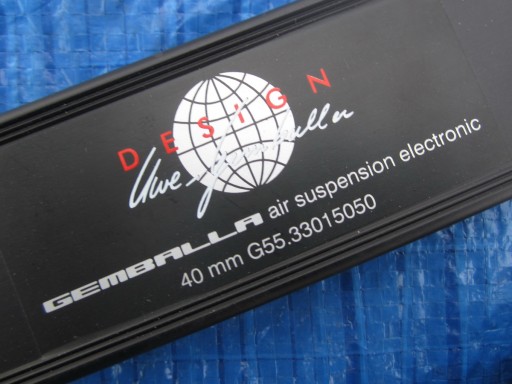 DESIGN
Uwe Gemballa
GEMBALLA air suspension electronic
40 mm G55.33015050